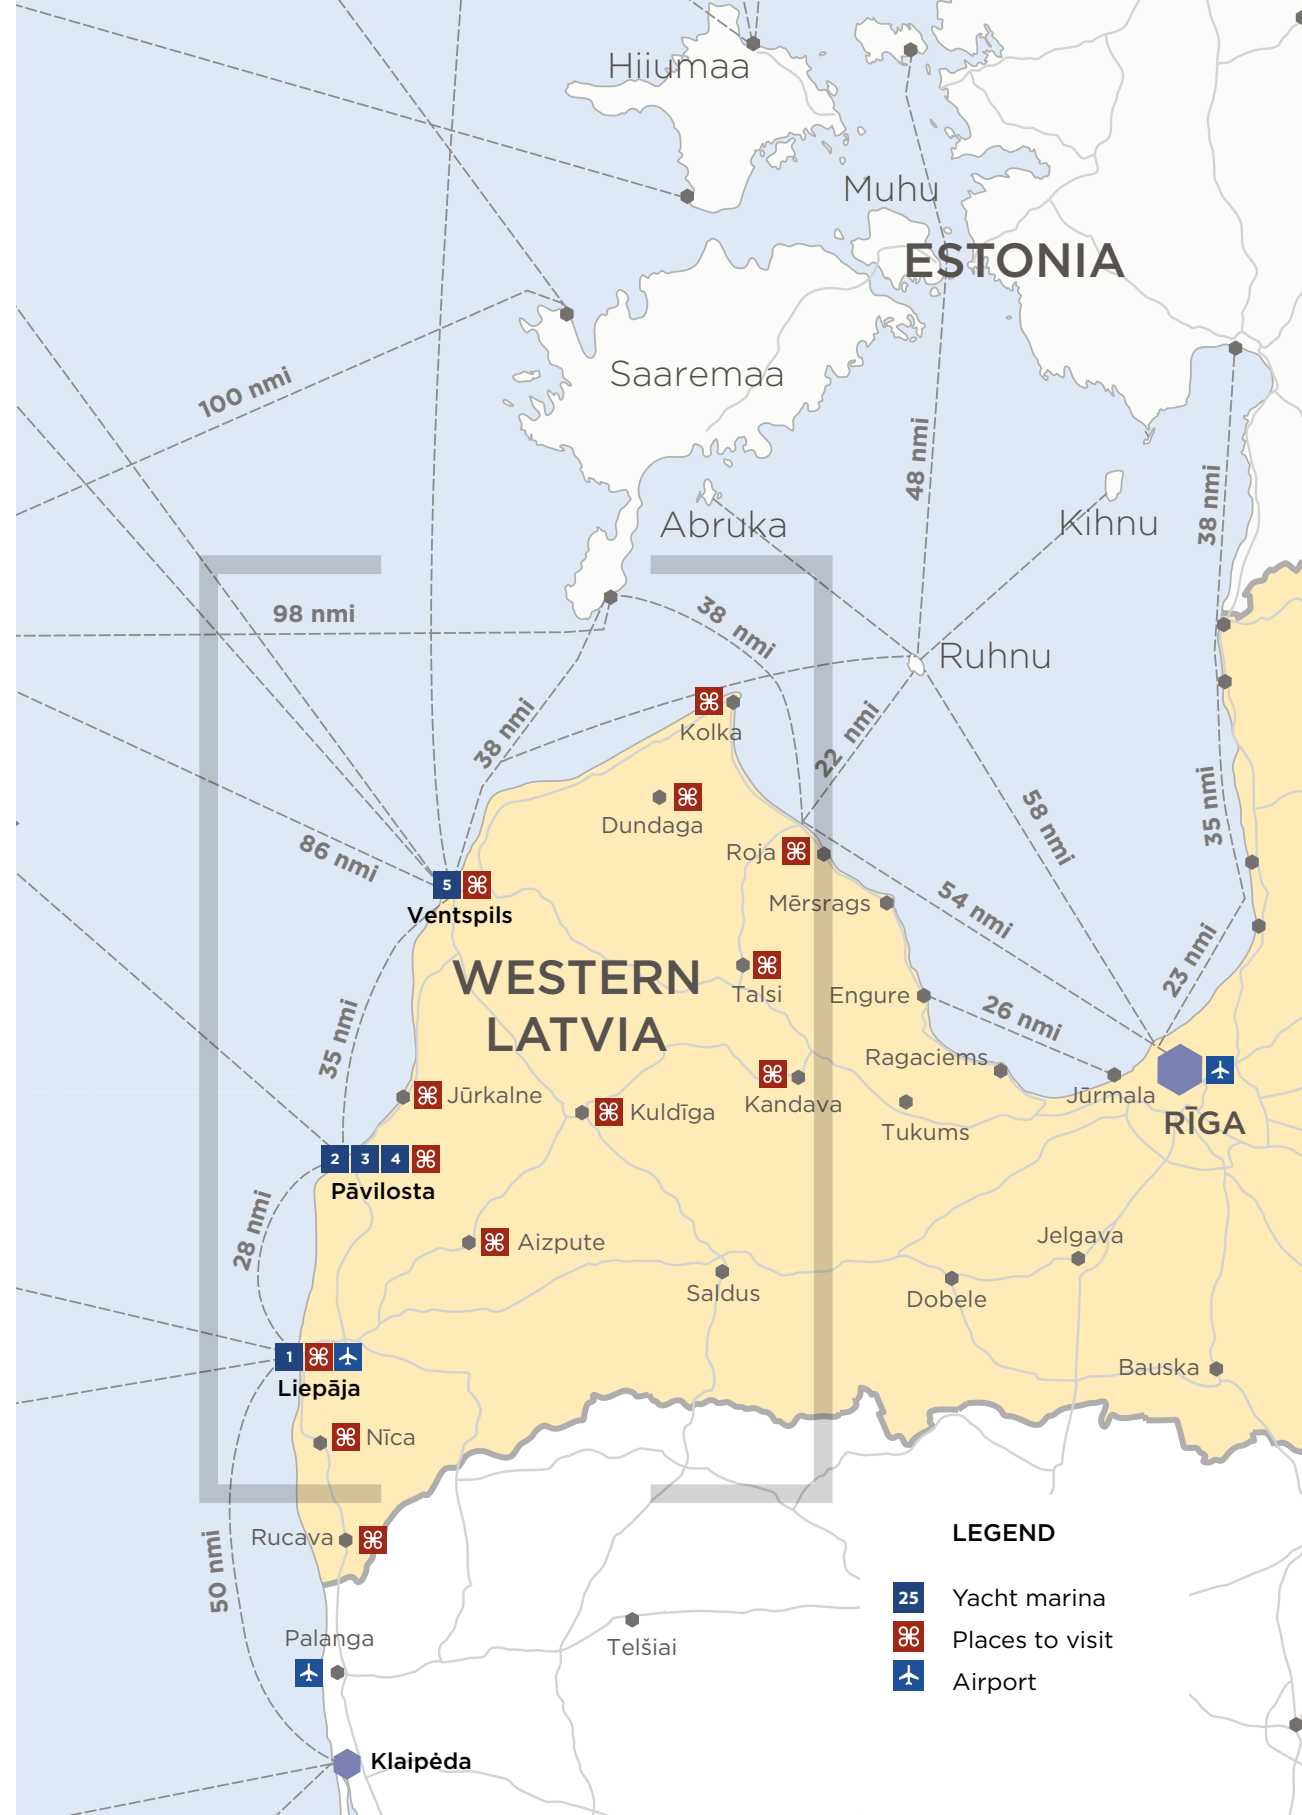 Hiiumaa
Muhu
ESTONIA
Saaremaa
100 nmi
48 nmi
38 nmi
Abruka
Kihnu
98 nmi
38 nmi
Ruhnu
38 nmi
Kolka
22 nmi
Dundaga
58 nmi
35 nmi
86 nmi
Roja
5
Ventspils
Mērsrags
54 nmi
WESTERN
LATVIA
Talsi
Engure
23 nmi
26 nmi
35 nmi
Ragaciems
Jūrkalne
Kuldīga
Kandava
Jūrmala
Tukums
RĪGA
2 3 4
Pāvilosta
28 nmi
Aizpute
Jelgava
Saldus
Dobele
1
Liepāja
Bauska
Nīca
Rucava
50 nmi
Palanga
Telšiai
Klaipėda
LEGEND
25 Yacht marina
Places to visit
Airport